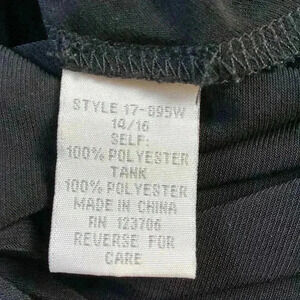 STYLE 17-895W
14/16
SELF:
100% POLYESTER
TANK
100% POLYESTER
MADE IN CHINA
RN 123706
REVERSE FOR
CARE